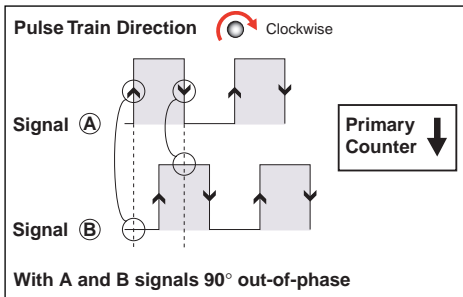 Pulse Train Direction Clockwise
Signal A
Primary
Counter
Signal B
With A and B signals 90° out-of-phase